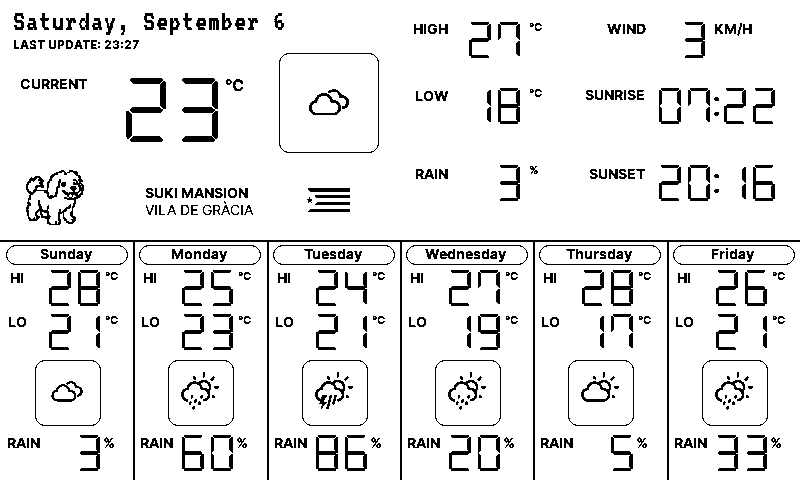 Saturday, September 6
LAST UPDATE: 23:27
CURRENT 23 °C
HIGH 27 °C
WIND 3 KM/H
LOW 18 °C
SUNRISE 07:22
RAIN 3 %
SUNSET 20:16
SUKI MANSION
VILA DE GRÀCIA
Sunday
HI 28 °C
LO 21 °C
RAIN 3 %
Monday
HI 25 °C
LO 23 °C
RAIN 60 %
Tuesday
HI 24 °C
LO 21 °C
RAIN 86 %
Wednesday
HI 27 °C
LO 19 °C
RAIN 20 %
Thursday
HI 28 °C
LO 17 °C
RAIN 5 %
Friday
HI 26 °C
LO 21 °C
RAIN 33 %